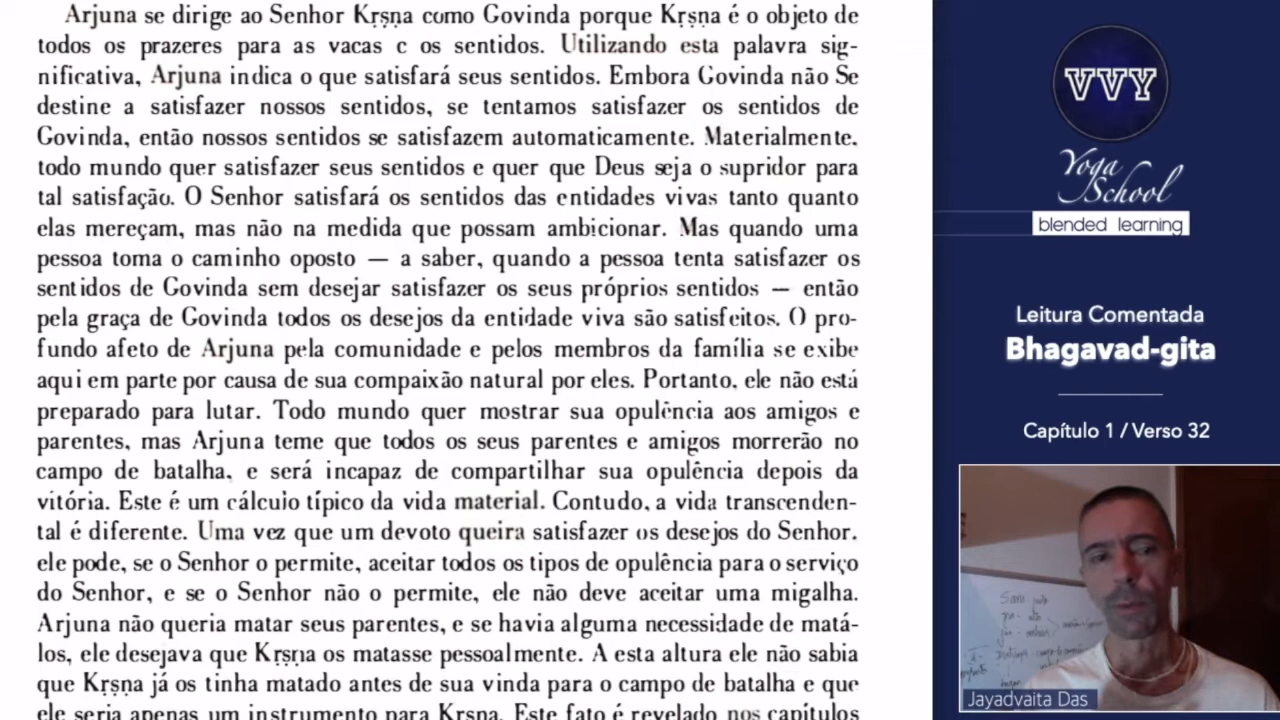 Arjuna se dirige ao Senhor Kṛṣṇa como Govinda porque Kṛṣṇa é o objeto de
todos os prazeres para as vacas e os sentidos. Utilizando esta palavra sig-
nificativa, Arjuna indica o que satisfará seus sentidos. Embora Govinda não Se
destine a satisfazer nossos sentidos, se tentamos satisfazer os sentidos de
Govinda, então nossos sentidos se satisfazem automaticamente. Materialmente,
todo mundo quer satisfazer seus sentidos e quer que Deus seja o supridor para
tal satisfação. O Senhor satisfará os sentidos das entidades vivas tanto quanto
elas mereçam, mas não na medida que possam ambicionar. Mas quando uma
pessoa toma o caminho oposto — a saber, quando a pessoa tenta satisfazer os
sentidos de Govinda sem desejar satisfazer os seus próprios sentidos — então
pela graça de Govinda todos os desejos da entidade viva são satisfeitos. O pro-
fundo afeto de Arjuna pela comunidade e pelos membros da família se exibe
aqui em parte por causa de sua compaixão natural por eles. Portanto, ele não está
preparado para lutar. Todo mundo quer mostrar sua opulência aos amigos e
parentes, mas Arjuna teme que todos os seus parentes e amigos morrerão no
campo de batalha, e será incapaz de compartilhar sua opulência depois da
vitória. Este é um cálculo típico da vida material. Contudo, a vida transcenden-
tal é diferente. Uma vez que um devoto queira satisfazer os desejos do Senhor,
ele pode, se o Senhor o permite, aceitar todos os tipos de opulência para o serviço
do Senhor, e se o Senhor não o permite, ele não deve aceitar uma migalha.
Arjuna não queria matar seus parentes, e se havia alguma necessidade de matá-
los, ele desejava que Kṛṣṇa os matasse pessoalmente. A esta altura ele não sabia
que Kṛṣṇa já os tinha matado antes de sua vinda para o campo de batalha e que
ele seria apenas um instrumento para Kṛṣṇa. Este fato é revelado nos capítulos
VVY
Yoga
School
blended learning
Leitura Comentada
Bhagavad-gita
Capítulo 1 / Verso 32
Jayadvaita Das